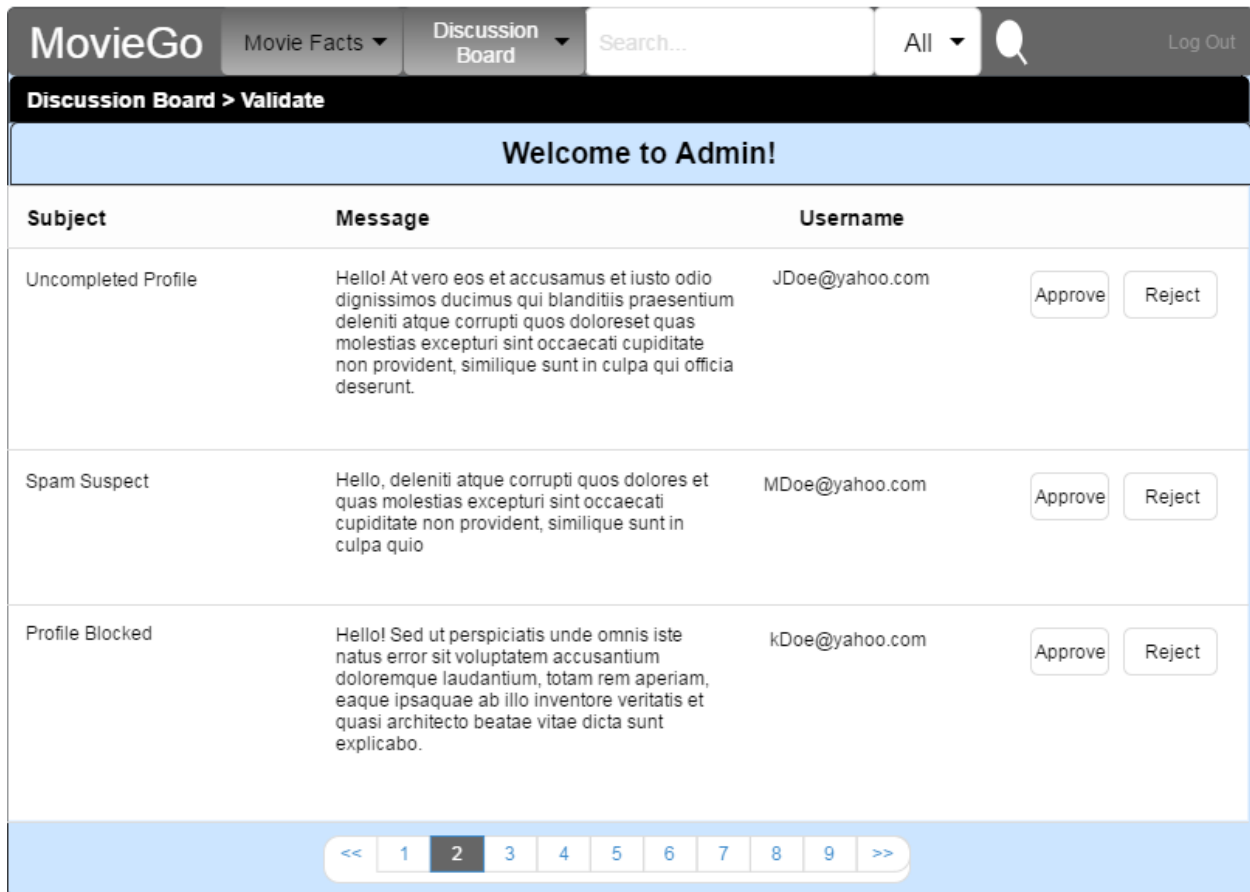 MovieGo Movie Facts Discussion Board Search... All Log Out
Discussion Board > Validate
Welcome to Admin!
Subject Message Username
Uncompleted Profile
Hello! At vero eos et accusamus et iusto odio
dignissimos ducimus qui blanditiis praesentium
deleniti atque corrupti quos doloreset quas
molestias excepturi sint occaecati cupiditate
non provident, similique sunt in culpa qui officia
deserunt.
JDoe@yahoo.com
Approve Reject
Spam Suspect
Hello, deleniti atque corrupti quos dolores et
quas molestias excepturi sint occaecati
cupiditate non provident, similique sunt in
culpa quio
MDoe@yahoo.com
Approve Reject
Profile Blocked
Hello! Sed ut perspiciatis unde omnis iste
natus error sit voluptatem accusantium
doloremque laudantium, totam rem aperiam,
eaque ipsaquae ab illo inventore veritatis et
quasi architecto beatae vitae dicta sunt
explicabo.
kDoe@yahoo.com
Approve Reject
<< 1 2 3 4 5 6 7 8 9 >>